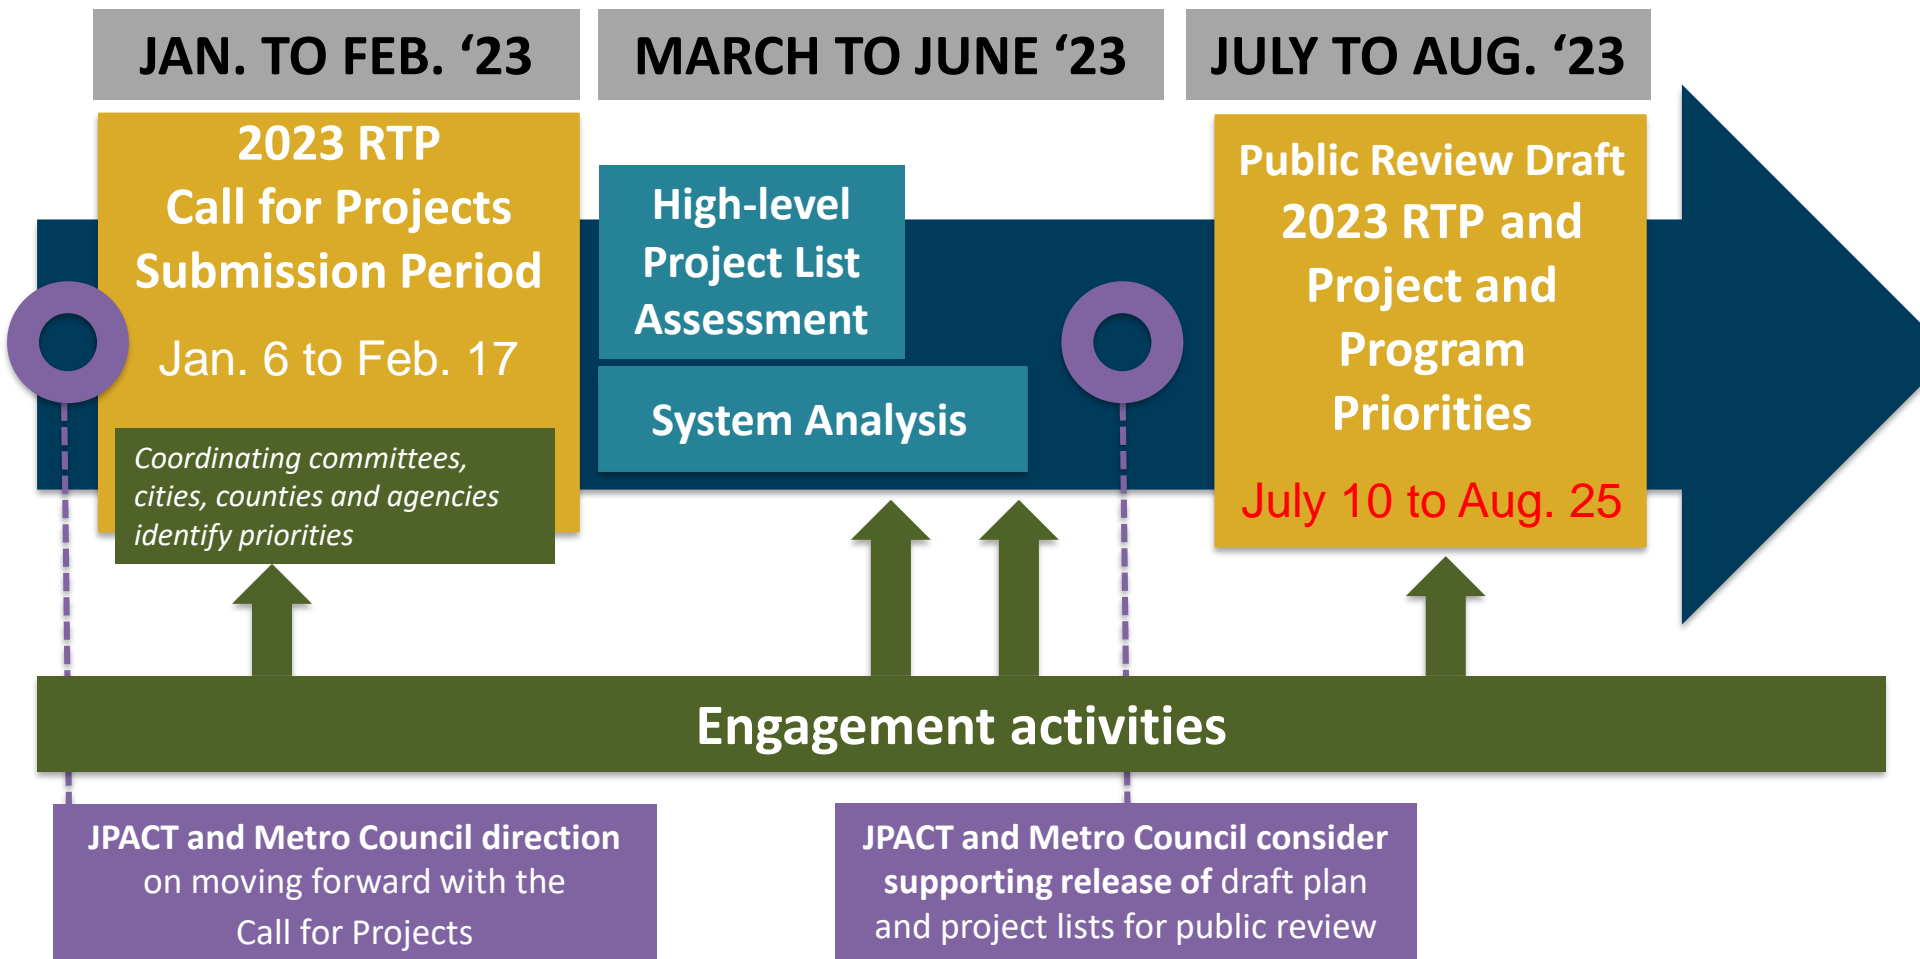 JAN. TO FEB. ‘23
MARCH TO JUNE ‘23
JULY TO AUG. ‘23
2023 RTP
Call for Projects
Submission Period
Jan. 6 to Feb. 17
Coordinating committees,
cities, counties and agencies
identify priorities
High-level
Project List
Assessment
System Analysis
Public Review Draft
2023 RTP and
Project and
Program
Priorities
July 10 to Aug. 25
Engagement activities
JPACT and Metro Council direction
on moving forward with the
Call for Projects
JPACT and Metro Council consider
supporting release of draft plan
and project lists for public review